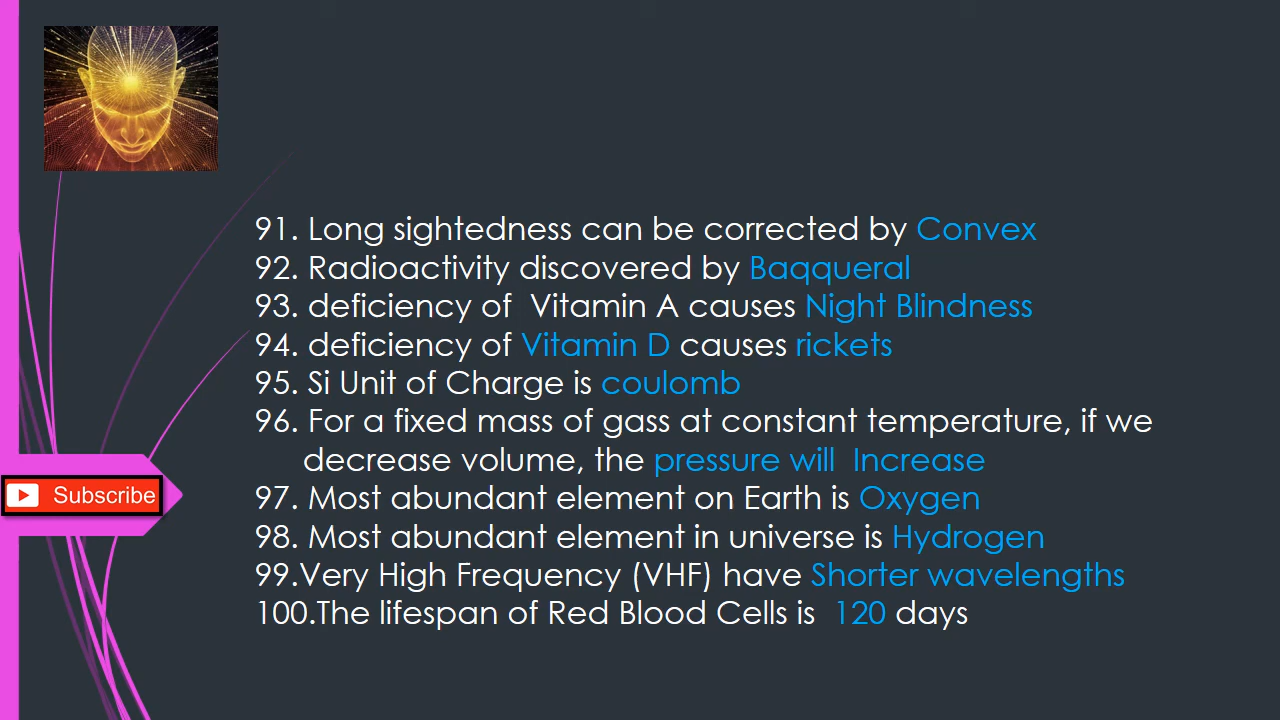 91. Long sightedness can be corrected by Convex
92. Radioactivity discovered by Baqqueral
93. deficiency of Vitamin A causes Night Blindness
94. deficiency of Vitamin D causes rickets
95. Si Unit of Charge is coulomb
96. For a fixed mass of gass at constant temperature, if we
decrease volume, the pressure will Increase
Subscribe
97. Most abundant element on Earth is Oxygen
98. Most abundant element in universe is Hydrogen
99.Very High Frequency (VHF) have Shorter wavelengths
100.The lifespan of Red Blood Cells is 120 days